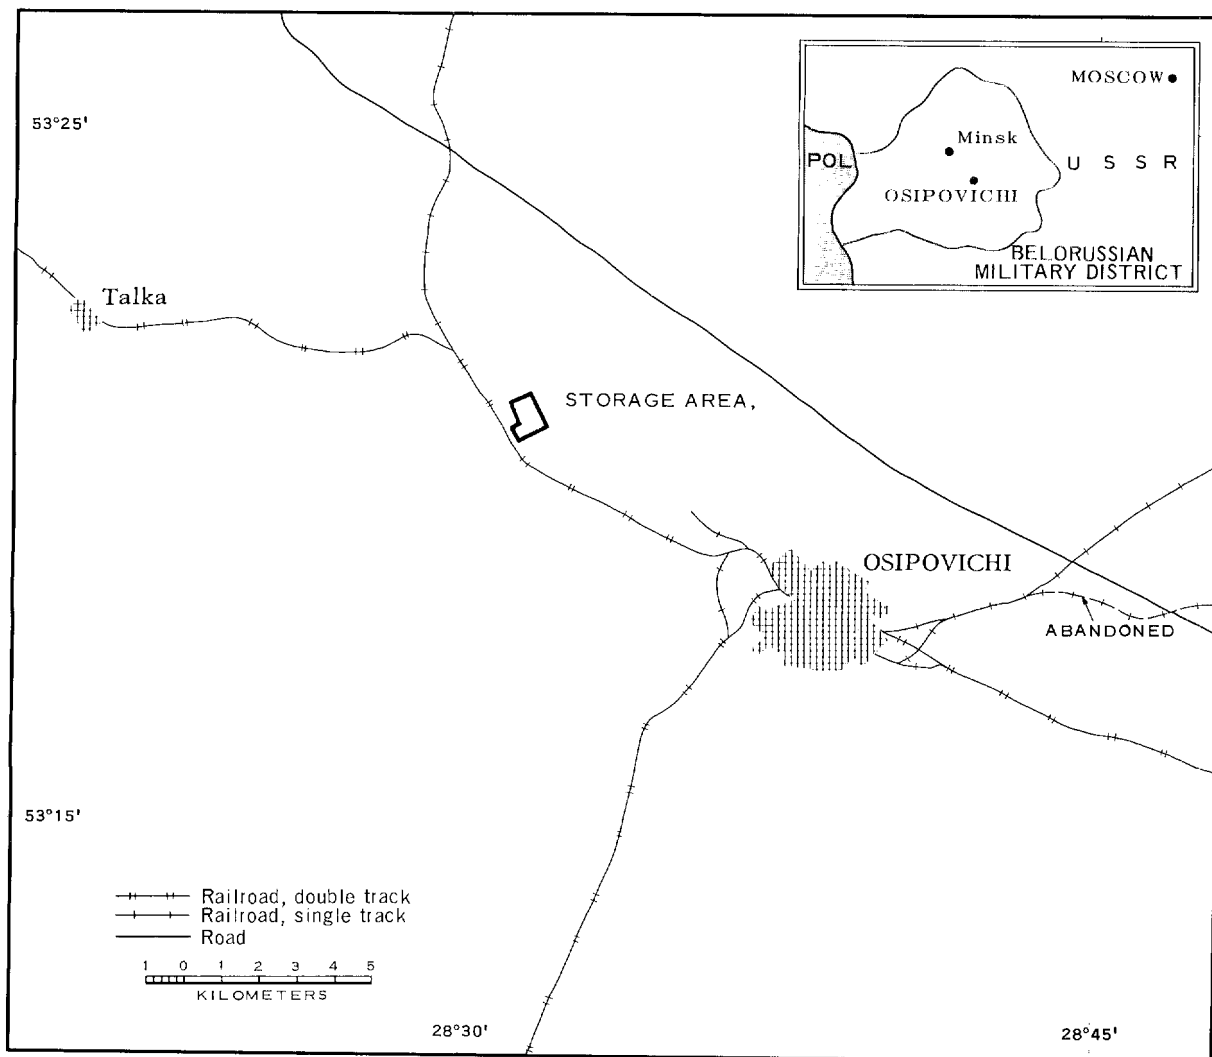 MOSCOW
53°25'
Minsk
POL
U S S R
OSIPOVICHI
BELORUSSIAN
MILITARY DISTRICT
Talka
STORAGE AREA,
OSIPOVICHI
ABANDONED
53°15'
Railroad, double track
Railroad, single track
Road
1 0 1 2 3 4 5
KILOMETERS
28°30'
28°45'